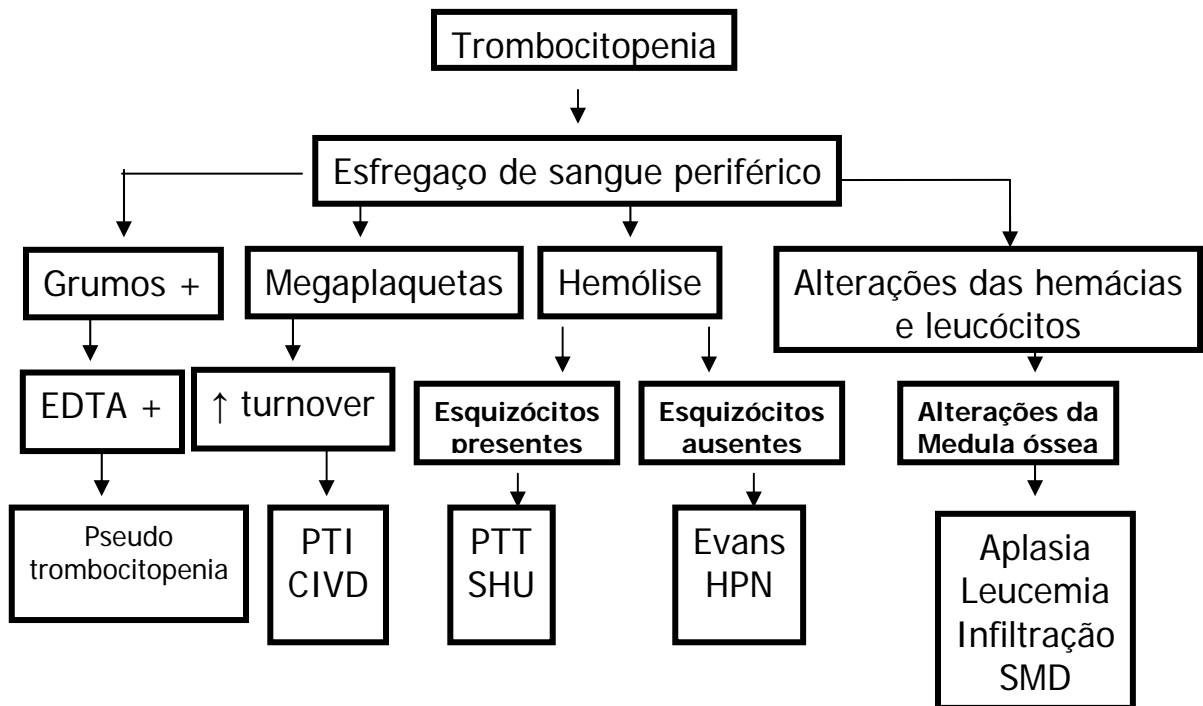 Trombocitopenia
Esfregaço de sangue periférico
Grumos +
Megaplaquetas
Hemólise
Alterações das hemácias
e leucócitos
EDTA +
↑ turnover
Esquizócitos
presentes
Esquizócitos
ausentes
Alterações da
Medula óssea
Pseudo
trombocitopenia
PTI
CIVD
PTT
SHU
Evans
HPN
Aplasia
Leucemia
Infiltração
SMD